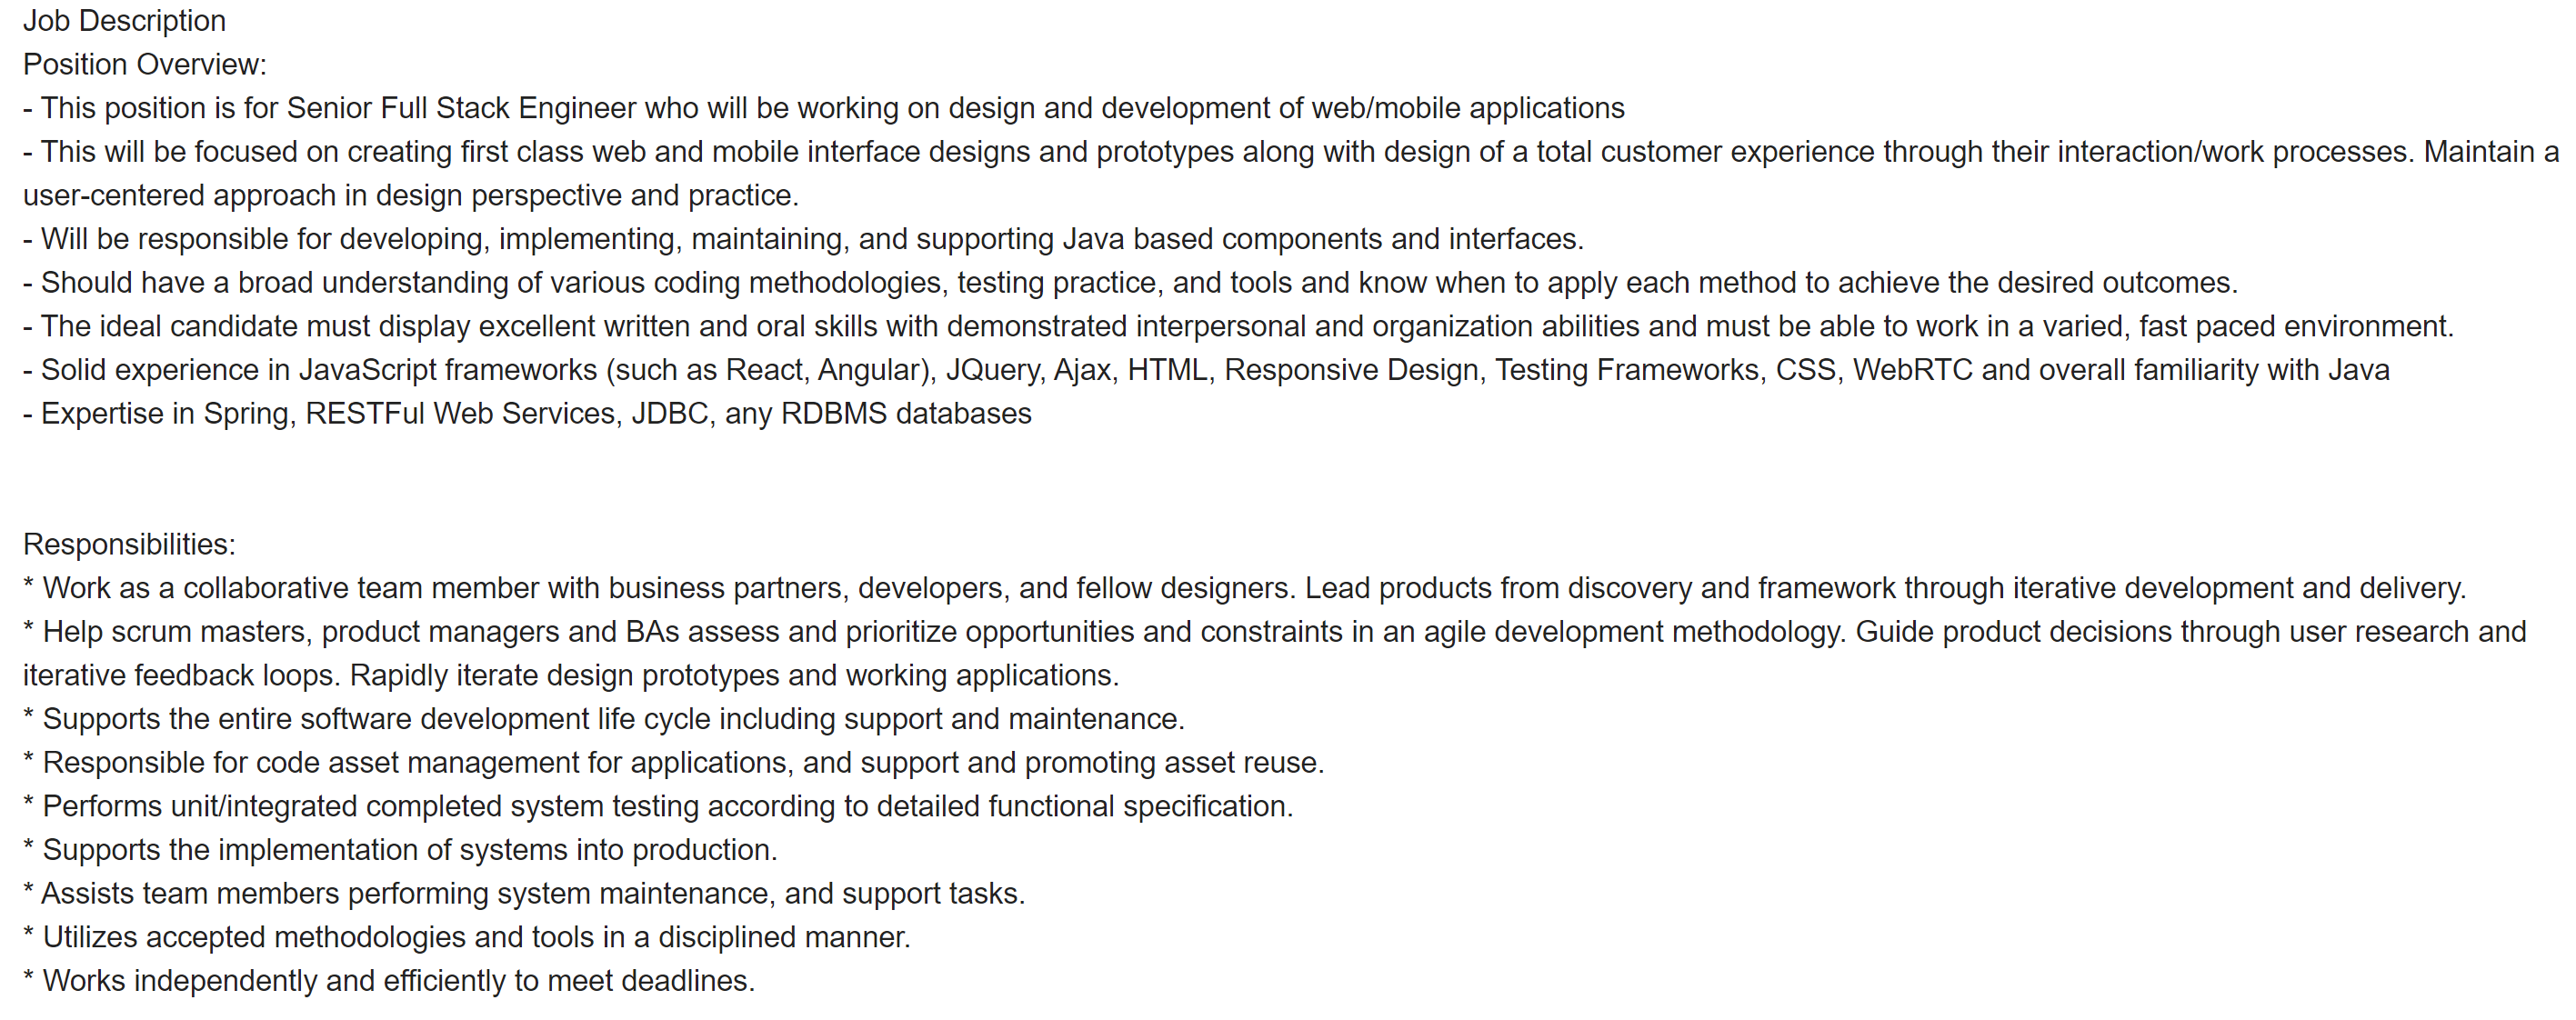 Job Description
Position Overview:
- This position is for Senior Full Stack Engineer who will be working on design and development of web/mobile applications
- This will be focused on creating first class web and mobile interface designs and prototypes along with design of a total customer experience through their interaction/work processes. Maintain a
user-centered approach in design perspective and practice.
- Will be responsible for developing, implementing, maintaining, and supporting Java based components and interfaces.
- Should have a broad understanding of various coding methodologies, testing practice, and tools and know when to apply each method to achieve the desired outcomes.
- The ideal candidate must display excellent written and oral skills with demonstrated interpersonal and organization abilities and must be able to work in a varied, fast paced environment.
- Solid experience in JavaScript frameworks (such as React, Angular), JQuery, Ajax, HTML, Responsive Design, Testing Frameworks, CSS, WebRTC and overall familiarity with Java
- Expertise in Spring, RESTFul Web Services, JDBC, any RDBMS databases
Responsibilities:
* Work as a collaborative team member with business partners, developers, and fellow designers. Lead products from discovery and framework through iterative development and delivery.
* Help scrum masters, product managers and BAs assess and prioritize opportunities and constraints in an agile development methodology. Guide product decisions through user research and
iterative feedback loops. Rapidly iterate design prototypes and working applications.
* Supports the entire software development life cycle including support and maintenance.
* Responsible for code asset management for applications, and support and promoting asset reuse.
* Performs unit/integrated completed system testing according to detailed functional specification.
* Supports the implementation of systems into production.
* Assists team members performing system maintenance, and support tasks.
* Utilizes accepted methodologies and tools in a disciplined manner.
* Works independently and efficiently to meet deadlines.